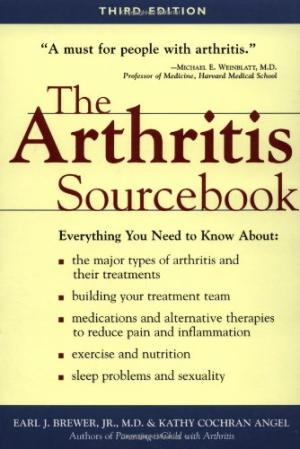 THIRD EDITION
“A must for people with arthritis.”
—MICHAEL E. WEINBLATT, M.D.
Professor of Medicine, Harvard Medical School
The
Arthritis
Sourcebook
Everything You Need to Know About:
■ the major types of arthritis and
their treatments
■ building your treatment team
■ medications and alternative therapies
to reduce pain and inflammation
■ exercise and nutrition
■ sleep problems and sexuality
EARL J. BREWER, JR., M.D. & KATHY COCHRAN ANGEL
Authors of Parenting a Child with Arthritis